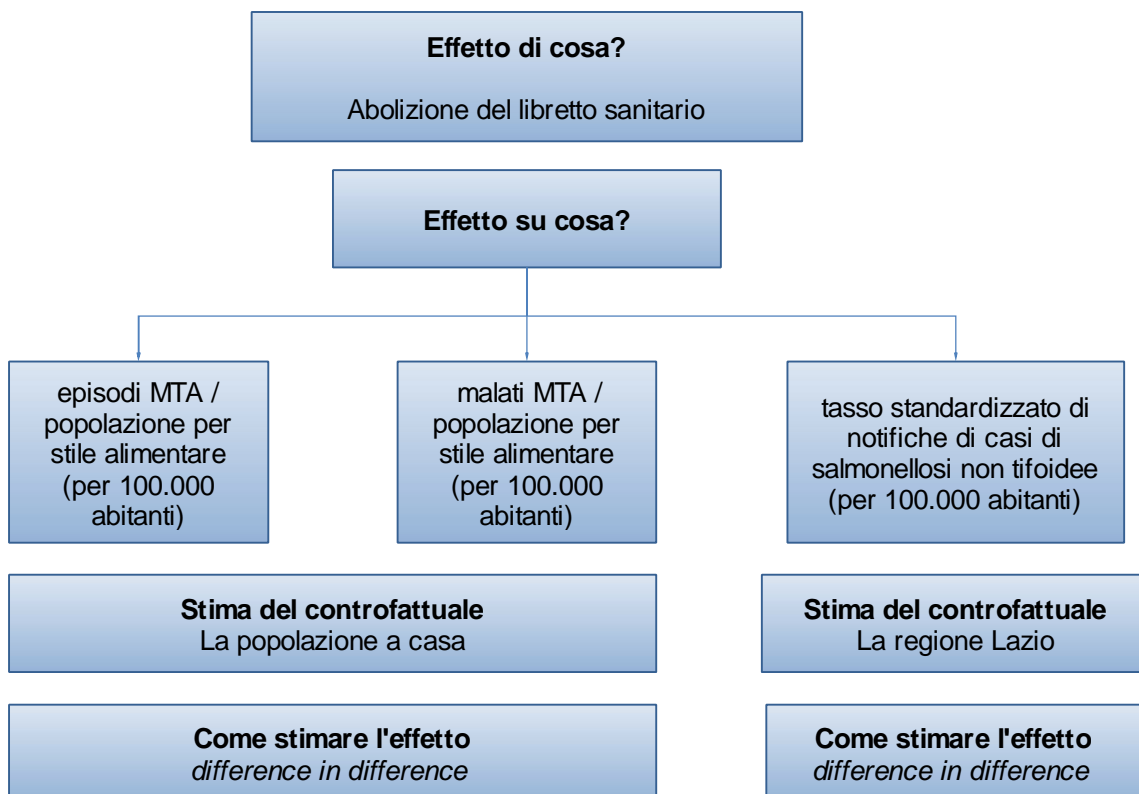 Effetto di cosa?
Abolizione del libretto sanitario
Effetto su cosa?
episodi MTA /
popolazione per
stile alimentare
(per 100.000
abitanti)
malati MTA /
popolazione per
stile alimentare
(per 100.000
abitanti)
tasso standardizzato di
notifiche di casi di
salmonellosi non tifoidee
(per 100.000 abitanti)
Stima del controfattuale
La popolazione a casa
Stima del controfattuale
La regione Lazio
Come stimare l'effetto
difference in difference
Come stimare l'effetto
difference in difference